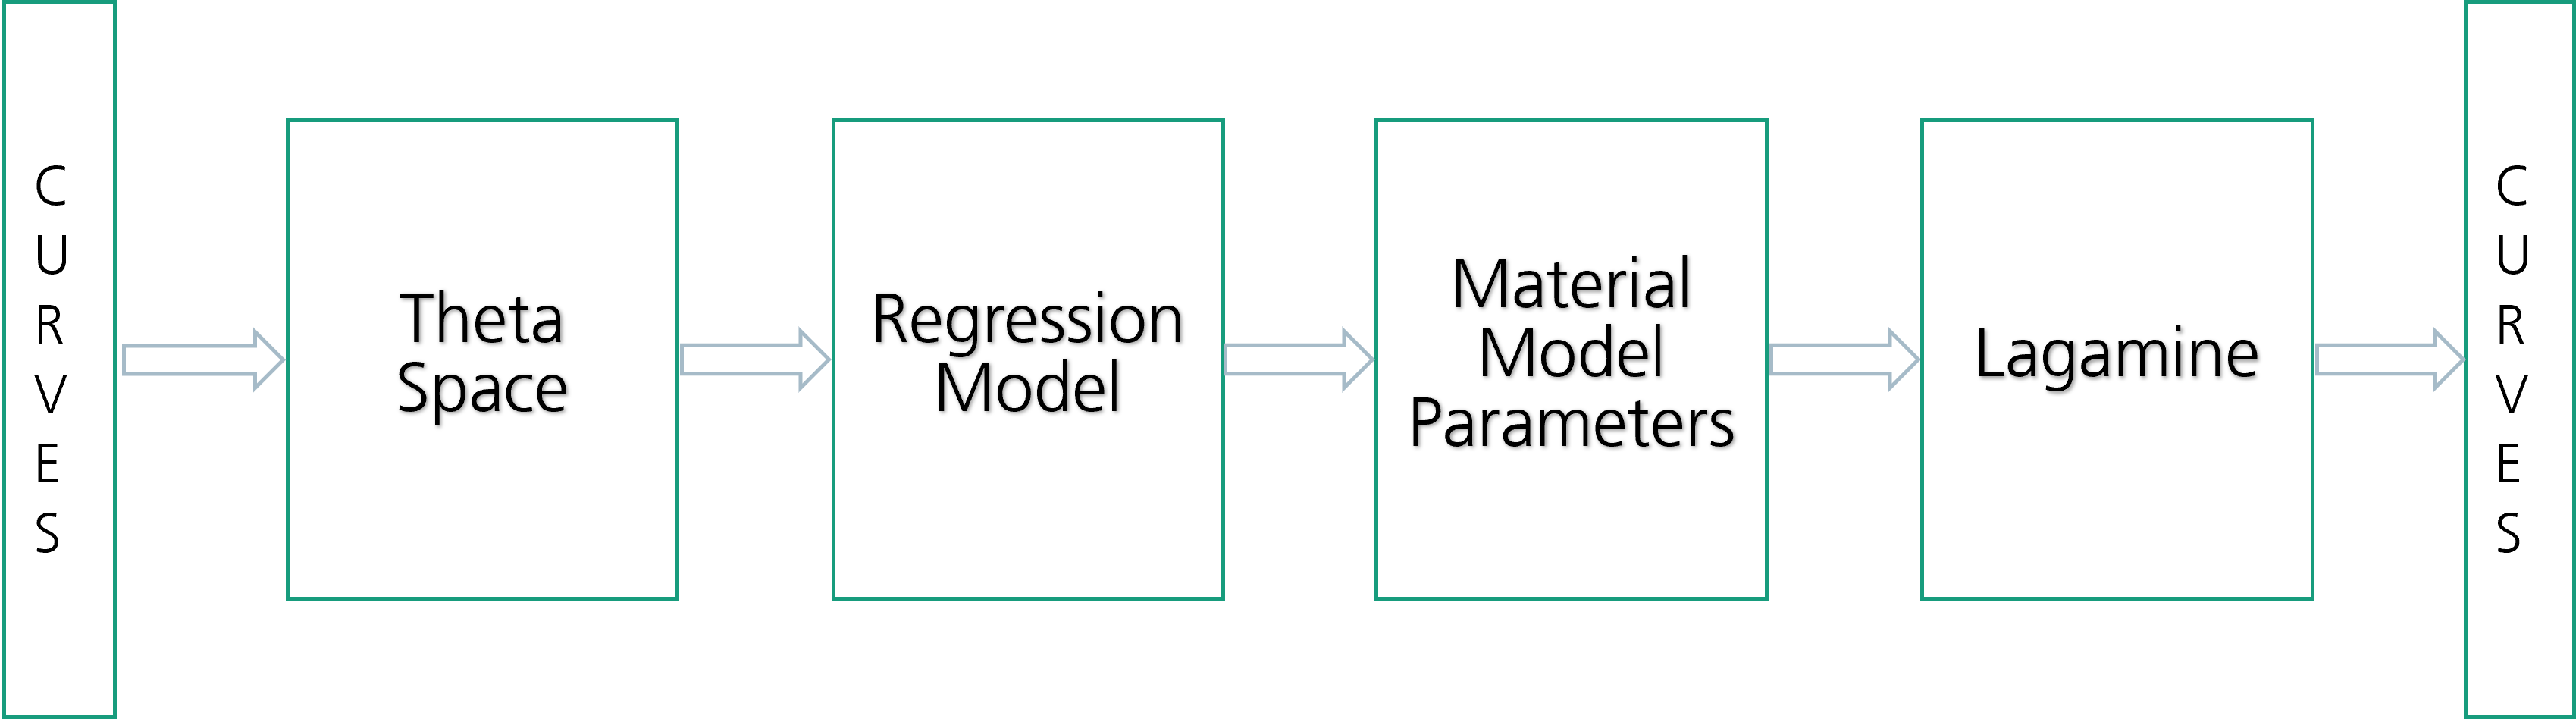 C
U
R
V
E
S
Theta
Space
Regression
Model
Material
Model
Parameters
Lagamine
C
U
R
V
E
S